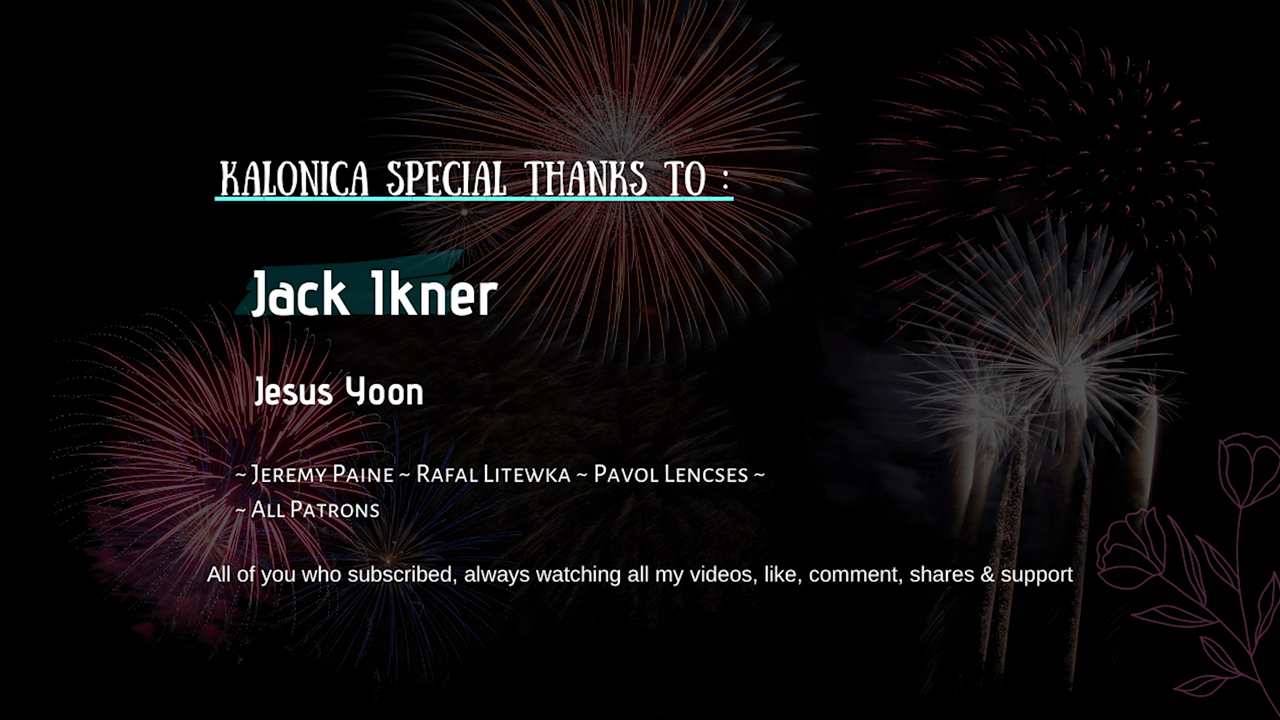 KALONICA SPECIAL THANKS TO :
Jack Ikner
Jesus Yoon
~ Jeremy Paine ~ Rafal Litewka ~ Pavol Lencses ~
~ All Patrons
All of you who subscribed, always watching all my videos, like, comment, shares & support